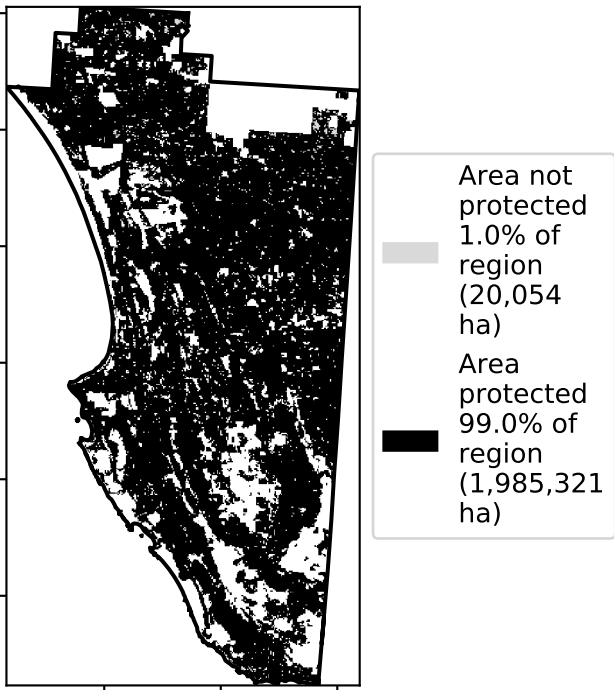 Area not
protected
1.0% of
region
(20,054
ha)
Area
protected
99.0% of
region
(1,985,321
ha)